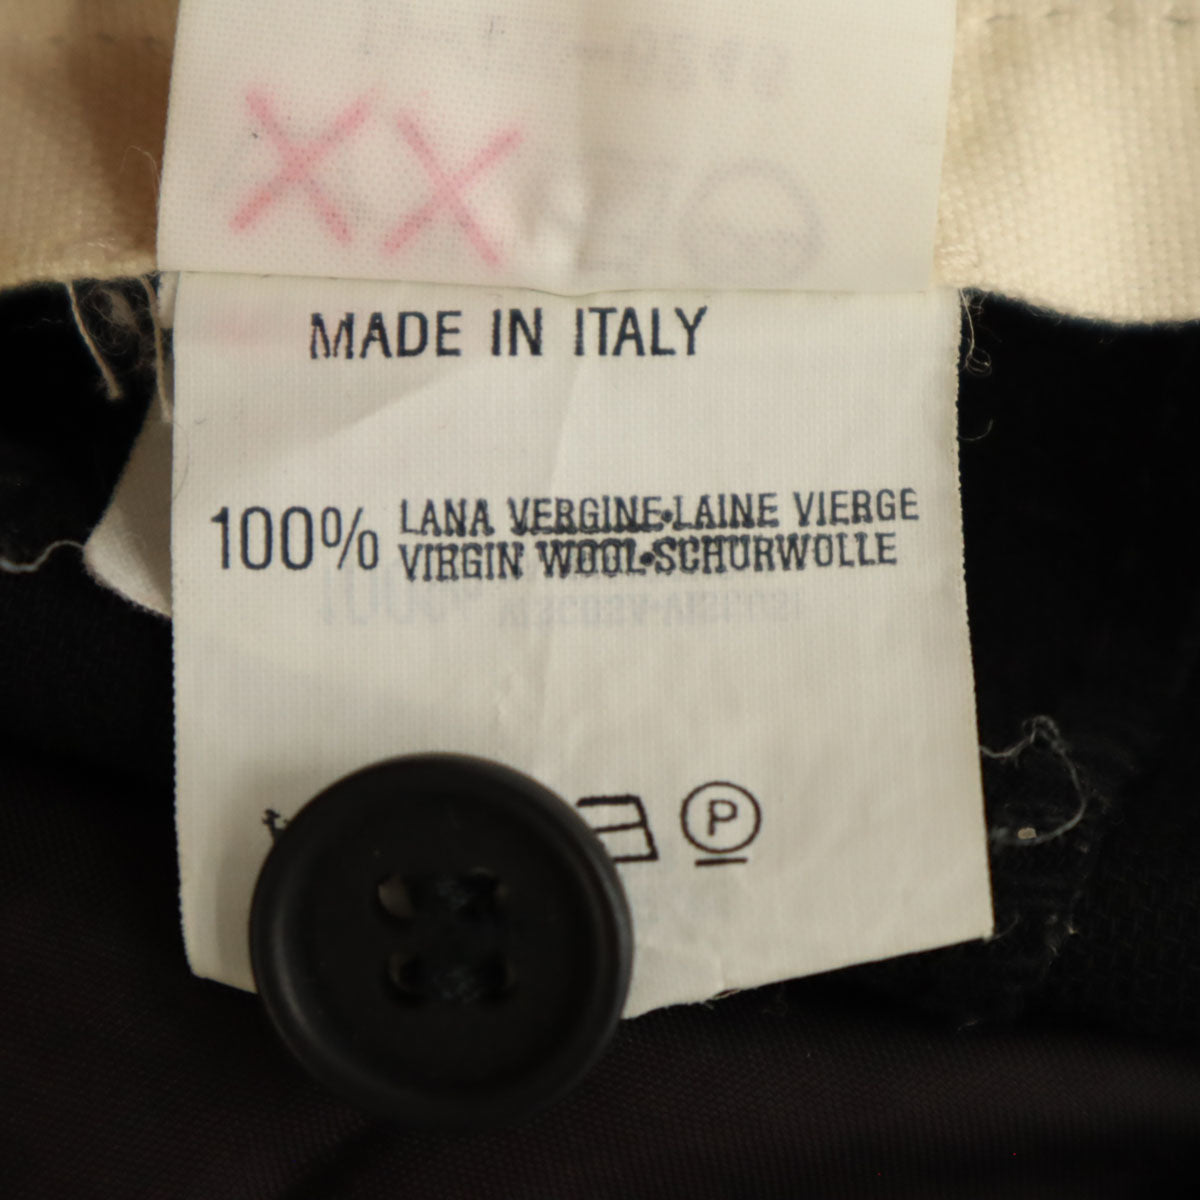 XX
MADE IN ITALY
100% LANA VERGINE•LAINE VIERGE
VIRGIN WOOL•SCHURWOLLE
P